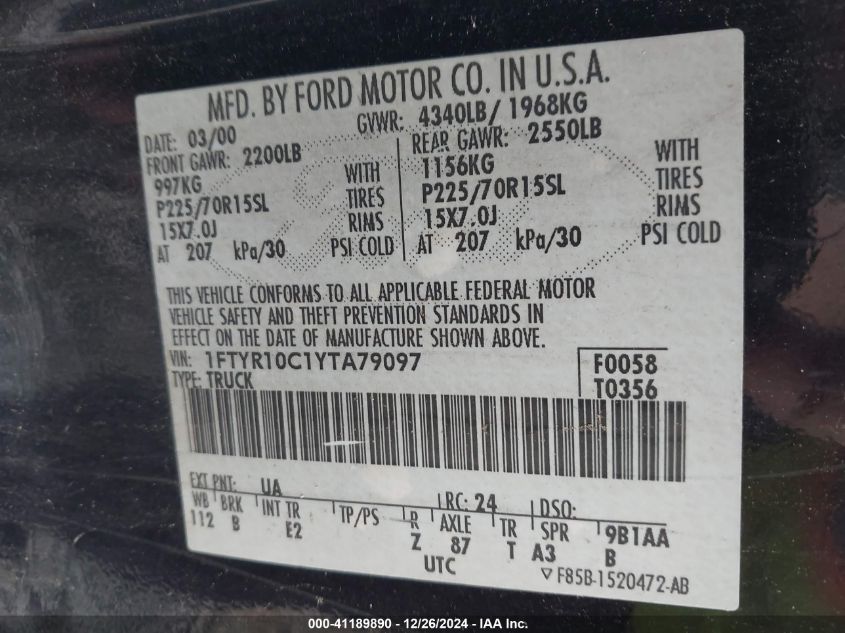 MFD. BY FORD MOTOR CO. IN U.S.A.
DATE: 03/00 GVWR: 4340LB/ 1968KG
FRONT GAWR: 2200LB REAR GAWR: 2550LB
997KG WITH 1156KG WITH
P225/70R15SL TIRES P225/70R15SL TIRES
15X7.0J RIMS 15X7.0J RIMS
AT 207 kPa/30 PSI COLD AT 207 kPa/30 PSI COLD
THIS VEHICLE CONFORMS TO ALL APPLICABLE FEDERAL MOTOR
VEHICLE SAFETY AND THEFT PREVENTION STANDARDS IN
EFFECT ON THE DATE OF MANUFACTURE SHOWN ABOVE.
VIN: 1FTYR10C1YTA79097 F0058
TYPE: TRUCK T0356
EXT PNT: UA RC: 24 DSO:
WB BRK INT TR TP/PS R AXLE TR SPR 9B1AA
112 B E2 Z 87 T A3 B
UTC ▽ F85B-1520472-AB
000-41189890 - 12/26/2024 - IAA Inc.